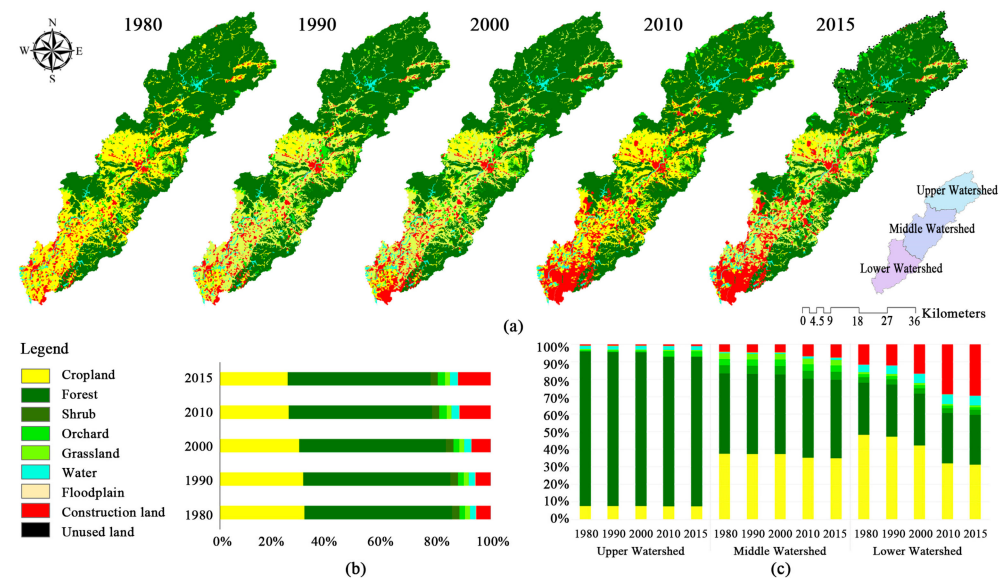 1980
1990
2000
2010
2015
N
W E
S
Upper Watershed
Middle Watershed
Lower Watershed
Kilometers
0 4.5 9 18 27 36
(a)
Legend
Cropland
Forest
Shrub
Orchard
Grassland
Water
Floodplain
Construction land
Unused land
2015
2010
2000
1990
1980
0% 20% 40% 60% 80% 100%
(b)
100%
90%
80%
70%
60%
50%
40%
30%
20%
10%
0%
1980 1990 2000 2010 2015 1980 1990 2000 2010 2015 1980 1990 2000 2010 2015
Upper Watershed Middle Watershed Lower Watershed
(c)